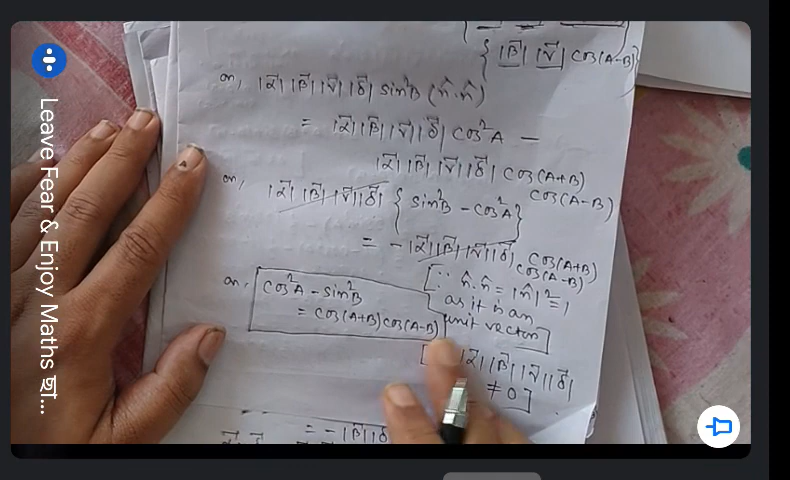 { |β⃗| |γ⃗| cos(A-B)}
or, |α⃗| |β⃗| |γ⃗| |δ⃗| sin²B (n̂.n̂)
= |α⃗| |β⃗| |γ⃗| |δ⃗| cos²A -
|α⃗| |β⃗| |γ⃗| |δ⃗| cos(A+B)
cos(A-B)
or, |α⃗| |β⃗| |γ⃗| |δ⃗| { sin²B - cos²A}
= -|α⃗| |β⃗| |γ⃗| |δ⃗| cos(A+B)
cos(A-B)
[∵ n̂.n̂ = |n̂|² = 1
as it is an
unit vector]
or, cos²A - sin²B
= cos(A+B) cos(A-B)
|α⃗| |β⃗| |γ⃗| |δ⃗|
≠ 0]
= -|β⃗| |δ⃗|
Leave Fear & Enjoy Maths ছা...